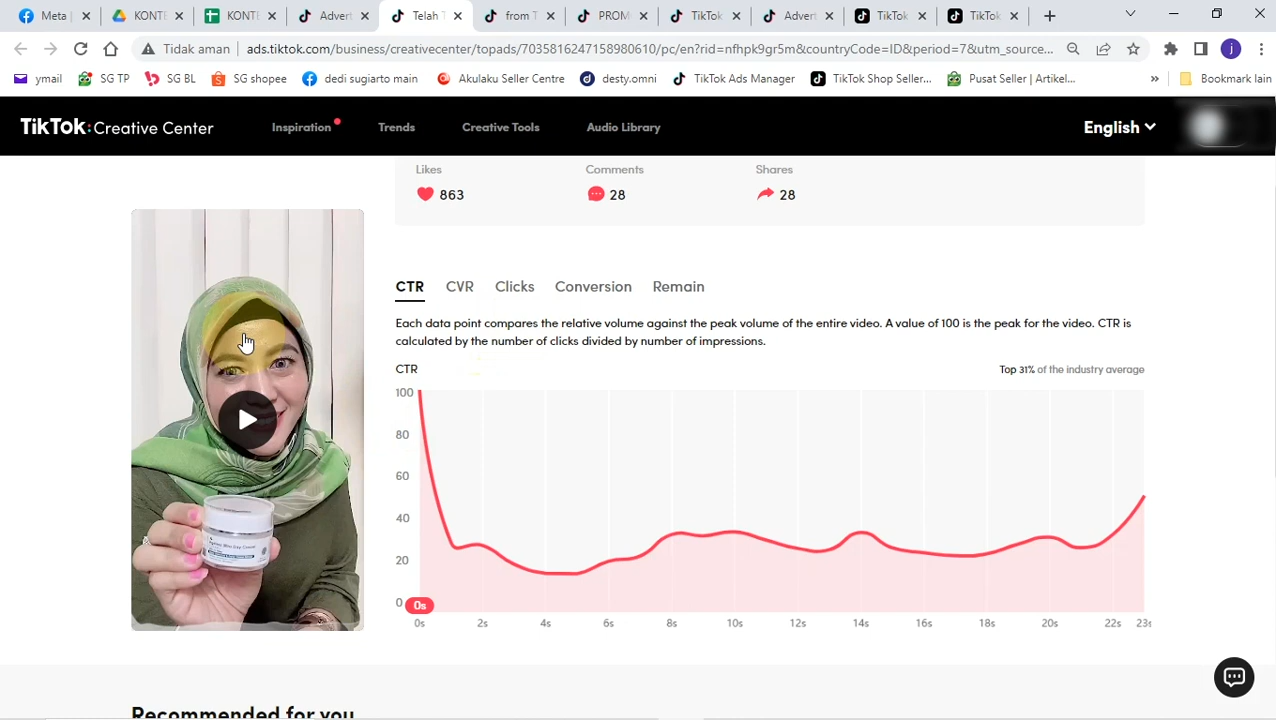 Meta |
KONTE
KONTE
Advert
Telah T
from T
PROM
TikTok
Advert
TikTok
TikTok
Tidak aman
ads.tiktok.com/business/creativecenter/topads/7035816247158980610/pc/en?rid=nfhpk9gr5m&countryCode=ID&period=7&utm_source...
j
ymail
SG TP
SG BL
SG shopee
dedi sugiarto main
Akulaku Seller Centre
desty.omni
TikTok Ads Manager
TikTok Shop Seller...
Pusat Seller | Artikel...
»
Bookmark lain
TikTok: Creative Center
Inspiration
Trends
Creative Tools
Audio Library
English
Likes
Comments
Shares
863
28
28
CTR
CVR
Clicks
Conversion
Remain
Each data point compares the relative volume against the peak volume of the entire video. A value of 100 is the peak for the video. CTR is
calculated by the number of clicks divided by number of impressions.
CTR
Top 31% of the industry average
100
80
60
40
20
0
0s
0s
2s
4s
6s
8s
10s
12s
14s
16s
18s
20s
22s
23s
Recommended for you